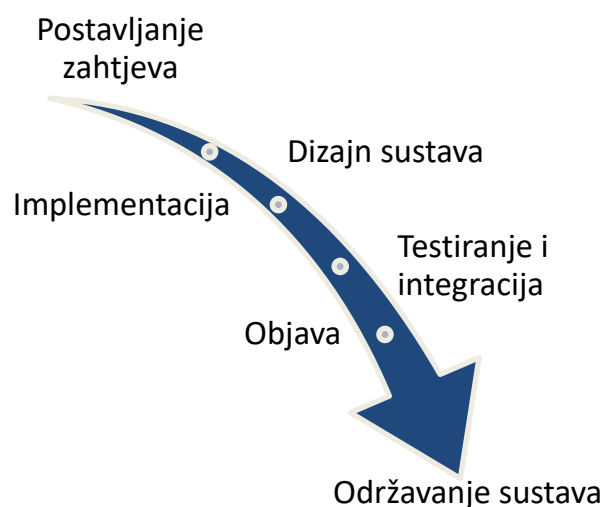 Postavljanje
zahtjeva
Dizajn sustava
Implementacija
Testiranje i
integracija
Objava
Održavanje sustava